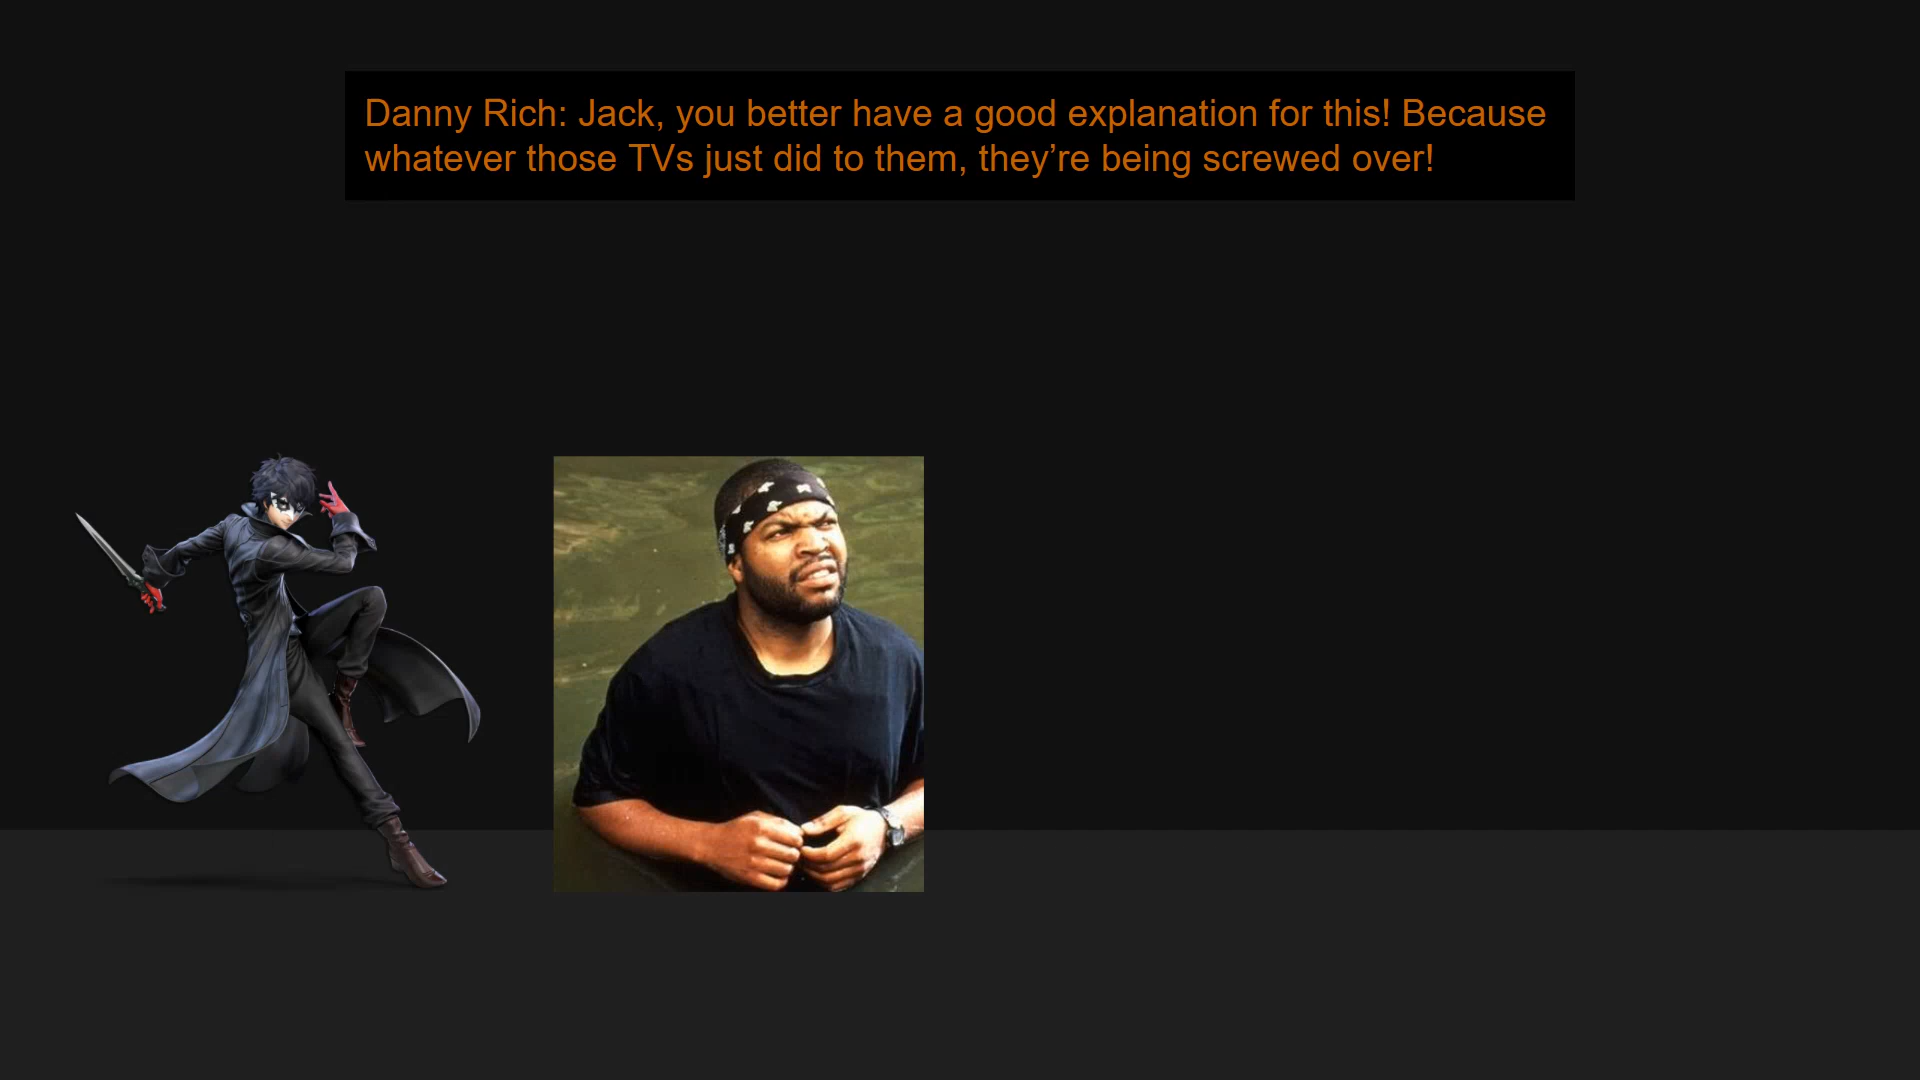 Danny Rich: Jack, you better have a good explanation for this! Because
whatever those TVs just did to them, they’re being screwed over!